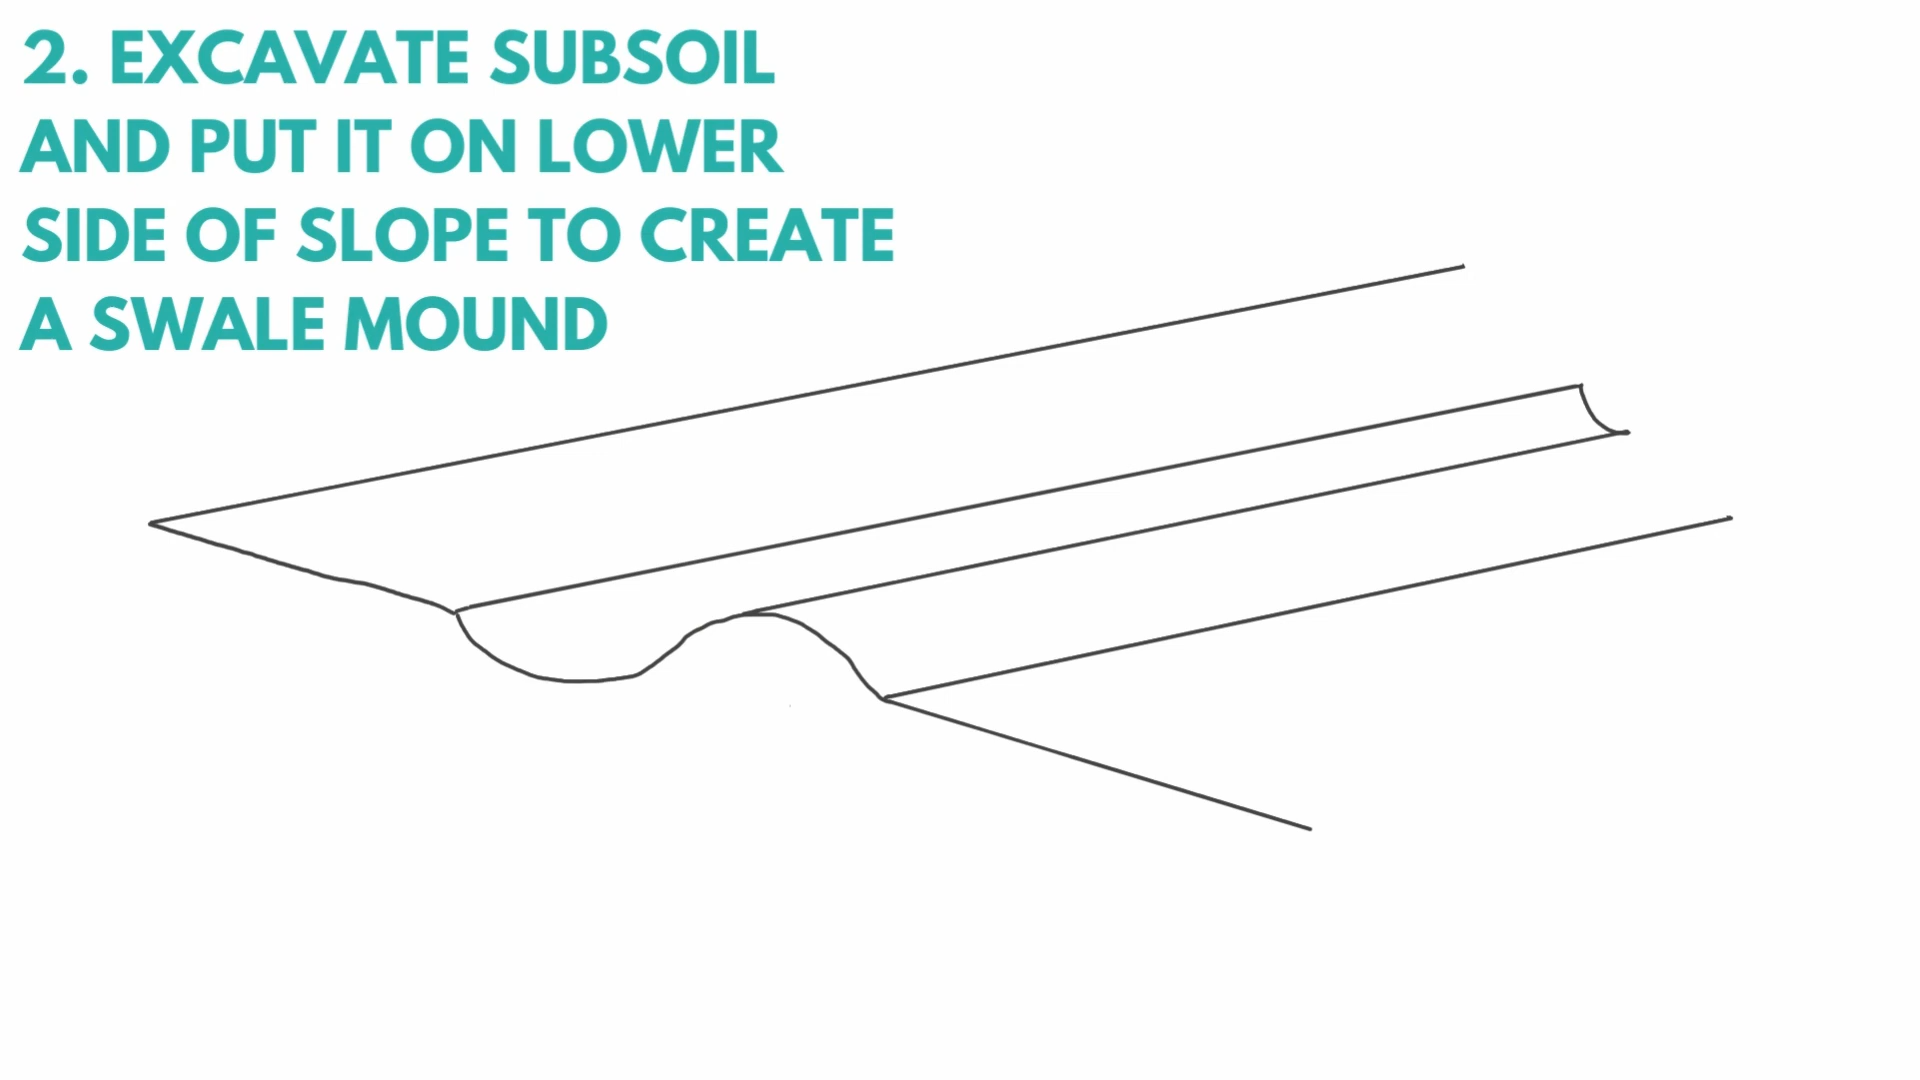 2. EXCAVATE SUBSOIL
AND PUT IT ON LOWER
SIDE OF SLOPE TO CREATE
A SWALE MOUND